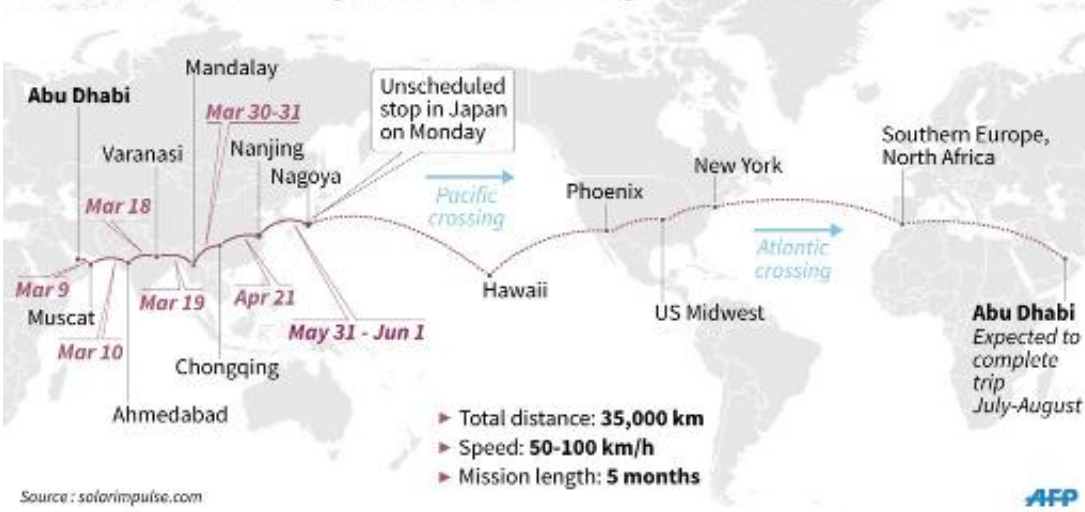 Mandalay
Abu Dhabi
Mar 30-31
Unscheduled
stop in Japan
on Monday
Varanasi
Nanjing
Nagoya
Southern Europe,
North Africa
New York
Phoenix
Pacific
crossing
Mar 18
Atlantic
crossing
Mar 9
Muscat
Mar 10
Mar 19
Apr 21
May 31 - Jun 1
Hawaii
US Midwest
Abu Dhabi
Expected to
complete
trip
July-August
Chongqing
Ahmedabad
Total distance: 35,000 km
Speed: 50-100 km/h
Mission length: 5 months
Source : solarimpulse.com
AFP